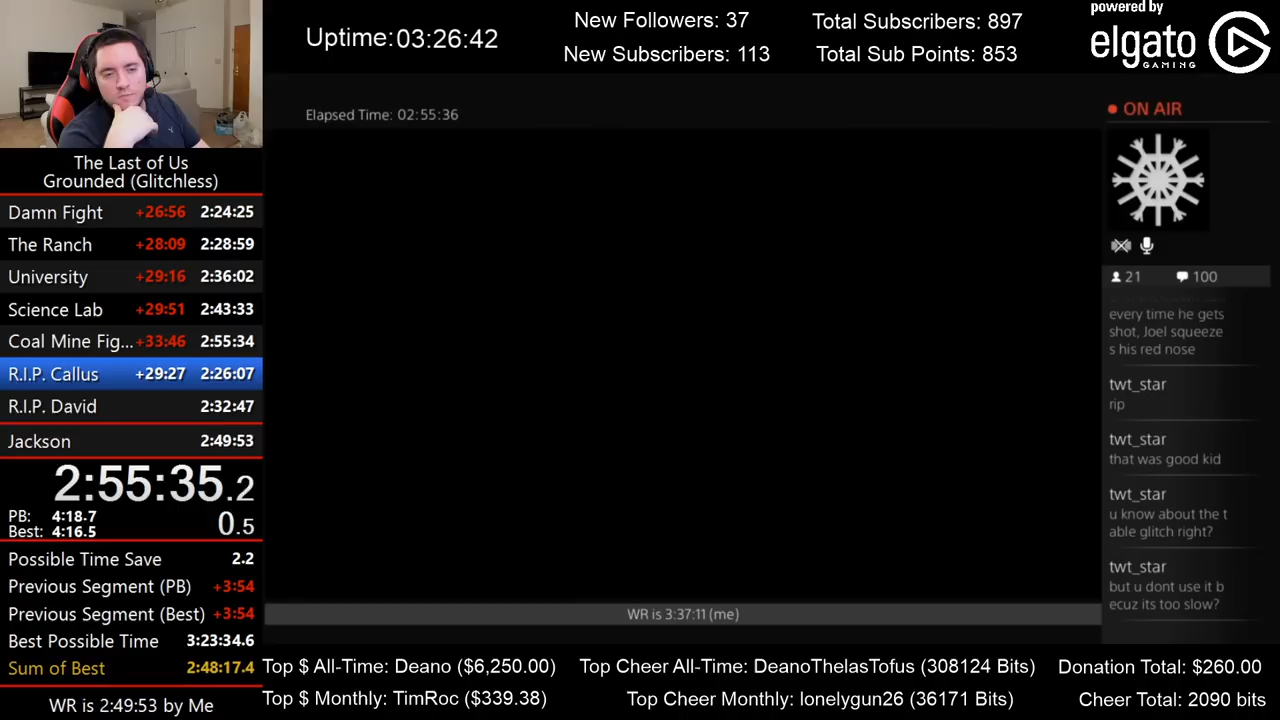 Uptime: 03:26:42
New Followers: 37
New Subscribers: 113
Total Subscribers: 897
Total Sub Points: 853
powered by
elgato
GAMING
Elapsed Time: 02:55:36
ON AIR
21 100
every time he gets
shot, Joel squeeze
s his red nose
twt_star
rip
twt_star
that was good kid
twt_star
u know about the t
able glitch right?
twt_star
but u dont use it b
ecuz its too slow?
The Last of Us
Grounded (Glitchless)
Damn Fight +26:56 2:24:25
The Ranch +28:09 2:28:59
University +29:16 2:36:02
Science Lab +29:51 2:43:33
Coal Mine Fig... +33:46 2:55:34
R.I.P. Callus +29:27 2:26:07
R.I.P. David 2:32:47
Jackson 2:49:53
2:55:35.2
PB: 4:18.7
Best: 4:16.5
0.5
Possible Time Save 2.2
Previous Segment (PB) +3:54
Previous Segment (Best) +3:54
Best Possible Time 3:23:34.6
Sum of Best 2:48:17.4
WR is 2:49:53 by Me
WR is 3:37:11 (me)
Top $ All-Time: Deano ($6,250.00)
Top Cheer All-Time: DeanoThelasTofus (308124 Bits)
Donation Total: $260.00
Top $ Monthly: TimRoc ($339.38)
Top Cheer Monthly: lonelygun26 (36171 Bits)
Cheer Total: 2090 bits